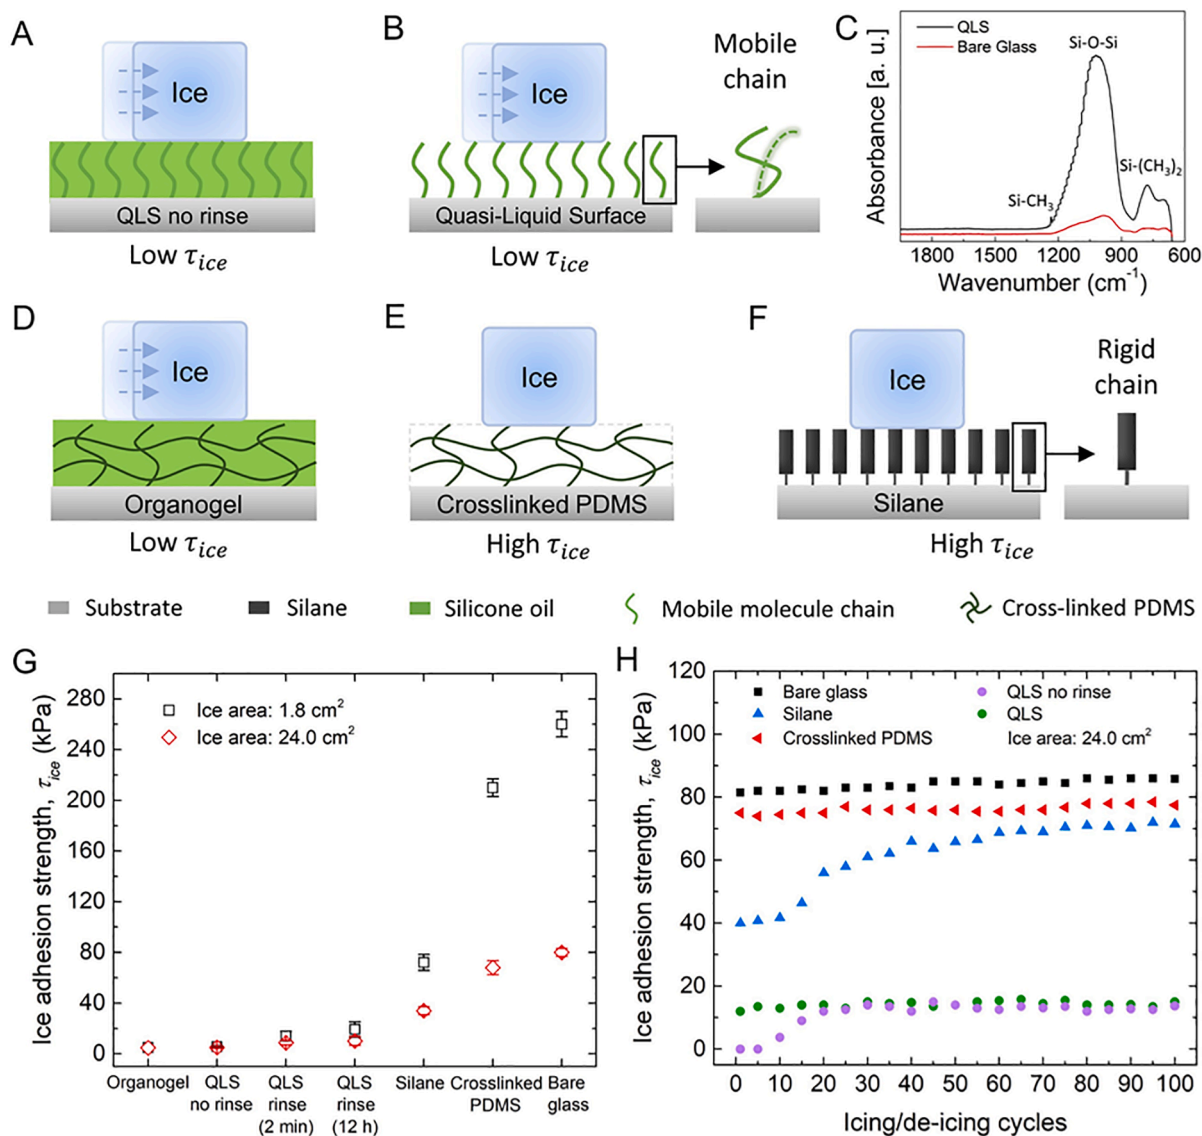 A
Ice
QLS no rinse
Low τice
B
Ice
Quasi-Liquid Surface
Low τice
Mobile
chain
C
QLS
Bare Glass
Si-O-Si
Si-(CH3)2
Si-CH3
Absorbance [a. u.]
1800 1500 1200 900 600
Wavenumber (cm-1)
D
Ice
Organogel
Low τice
E
Ice
Crosslinked PDMS
High τice
F
Ice
Silane
High τice
Rigid
chain
Substrate Silane Silicone oil Mobile molecule chain Cross-linked PDMS
G
Ice adhesion strength, τice (kPa)
280
240
200
160
120
80
40
0
Ice area: 1.8 cm2
Ice area: 24.0 cm2
Organogel
QLS
no rinse
QLS
rinse
(2 min)
QLS
rinse
(12 h)
Silane
Crosslinked
PDMS
Bare
glass
H
Ice adhesion strength, τice (kPa)
120
100
80
60
40
20
0
Bare glass
Silane
Crosslinked PDMS
QLS no rinse
QLS
Ice area: 24.0 cm2
0 10 20 30 40 50 60 70 80 90 100
Icing/de-icing cycles